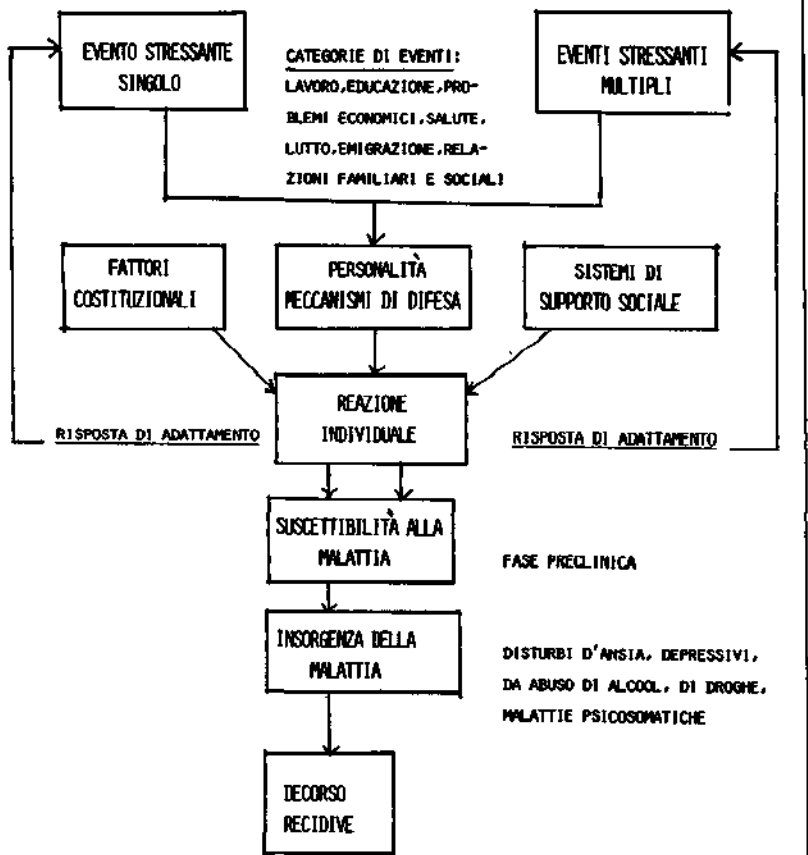 EVENTO STRESSANTE
SINGOLO
CATEGORIE DI EVENTI:
LAVORO,EDUCAZIONE,PRO-
BLEMI ECONOMICI,SALUTE,
LUTTO,EMIGRAZIONE,RELA-
ZIONI FAMILIARI E SOCIALI
EVENTI STRESSANTI
MULTIPLI
FATTORI
COSTITUZIONALI
PERSONALITÀ
MECCANISMI DI DIFESA
SISTEMI DI
SUPPORTO SOCIALE
REAZIONE
INDIVIDUALE
RISPOSTA DI ADATTAMENTO
RISPOSTA DI ADATTAMENTO
SUSCETTIBILITÀ ALLA
MALATTIA
FASE PRECLINICA
INSORGENZA DELLA
MALATTIA
DISTURBI D'ANSIA, DEPRESSIVI,
DA ABUSO DI ALCOOL, DI DROGHE,
MALATTIE PSICOSOMATICHE
DECORSO
RECIDIVE